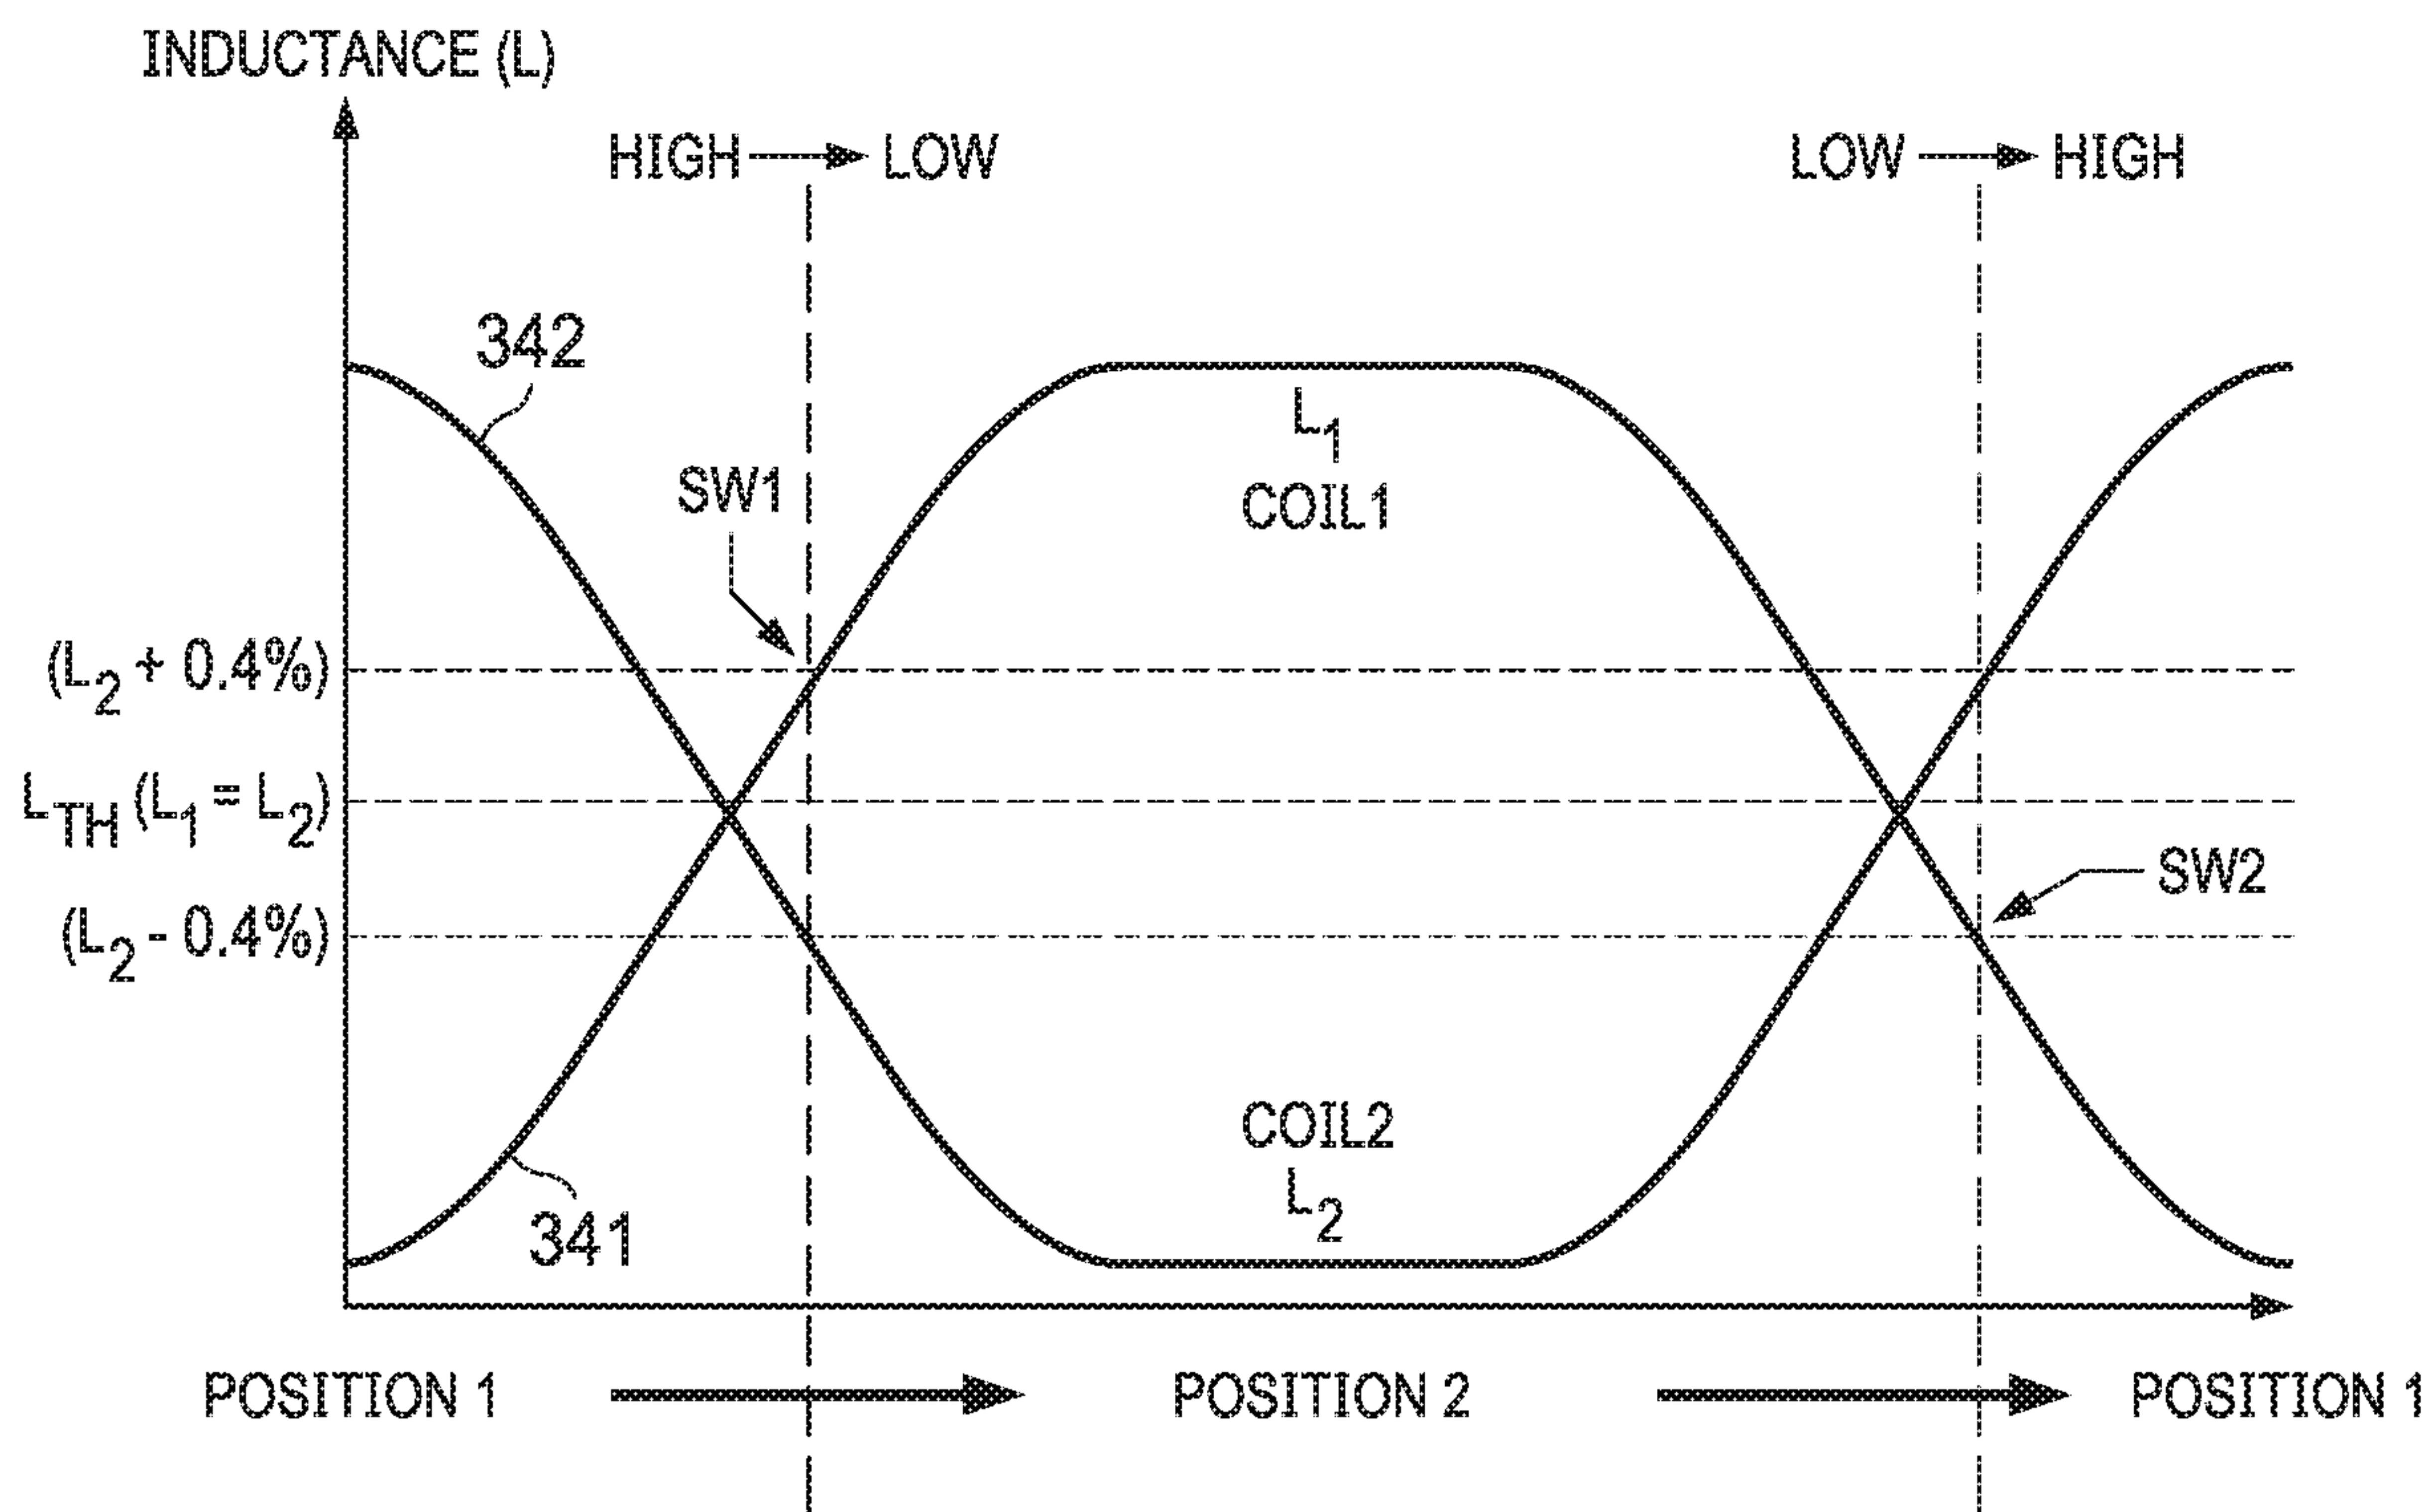 INDUCTANCE (L)
HIGH → LOW
LOW → HIGH
342
L1
COIL1
SW1
(L2 + 0.4%)
LTH (L1 = L2)
SW2
(L2 - 0.4%)
COIL2
L2
341
POSITION 1
POSITION 2
POSITION 1